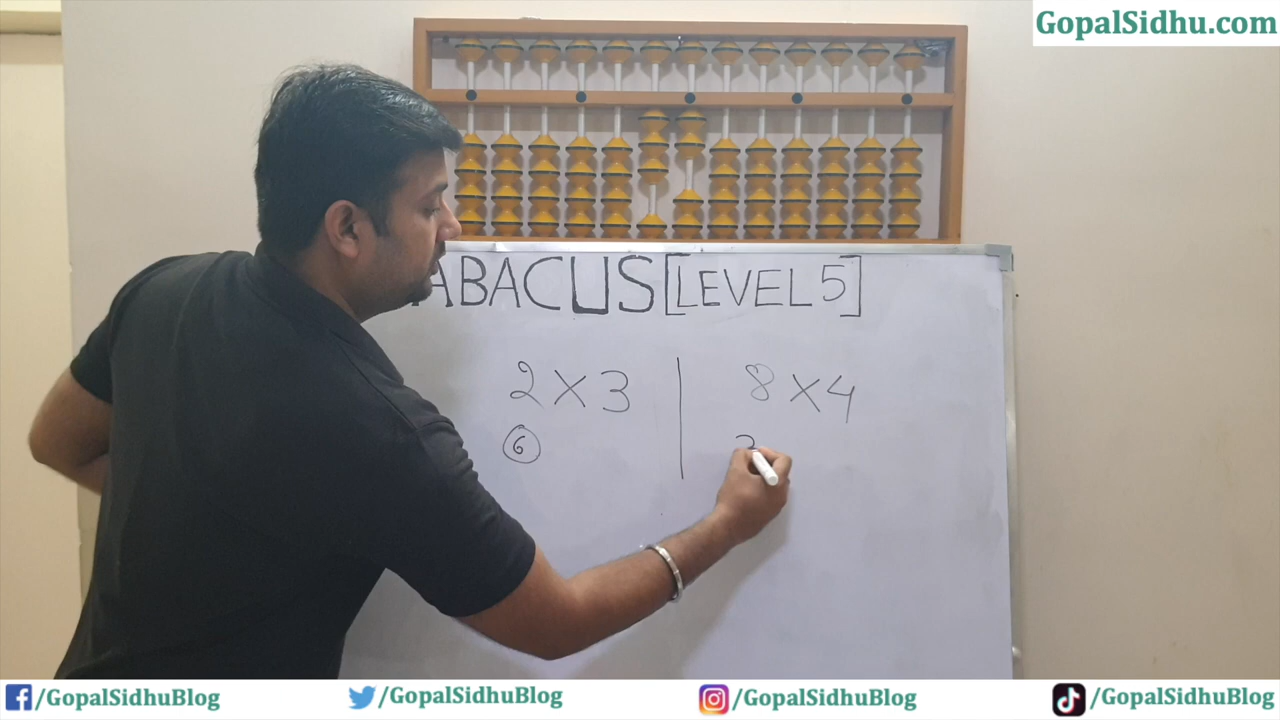 GopalSidhu.com
ABACUS [LEVEL 5]
2 X 3 | 8 X 4
6
/GopalSidhuBlog /GopalSidhuBlog /GopalSidhuBlog /GopalSidhuBlog